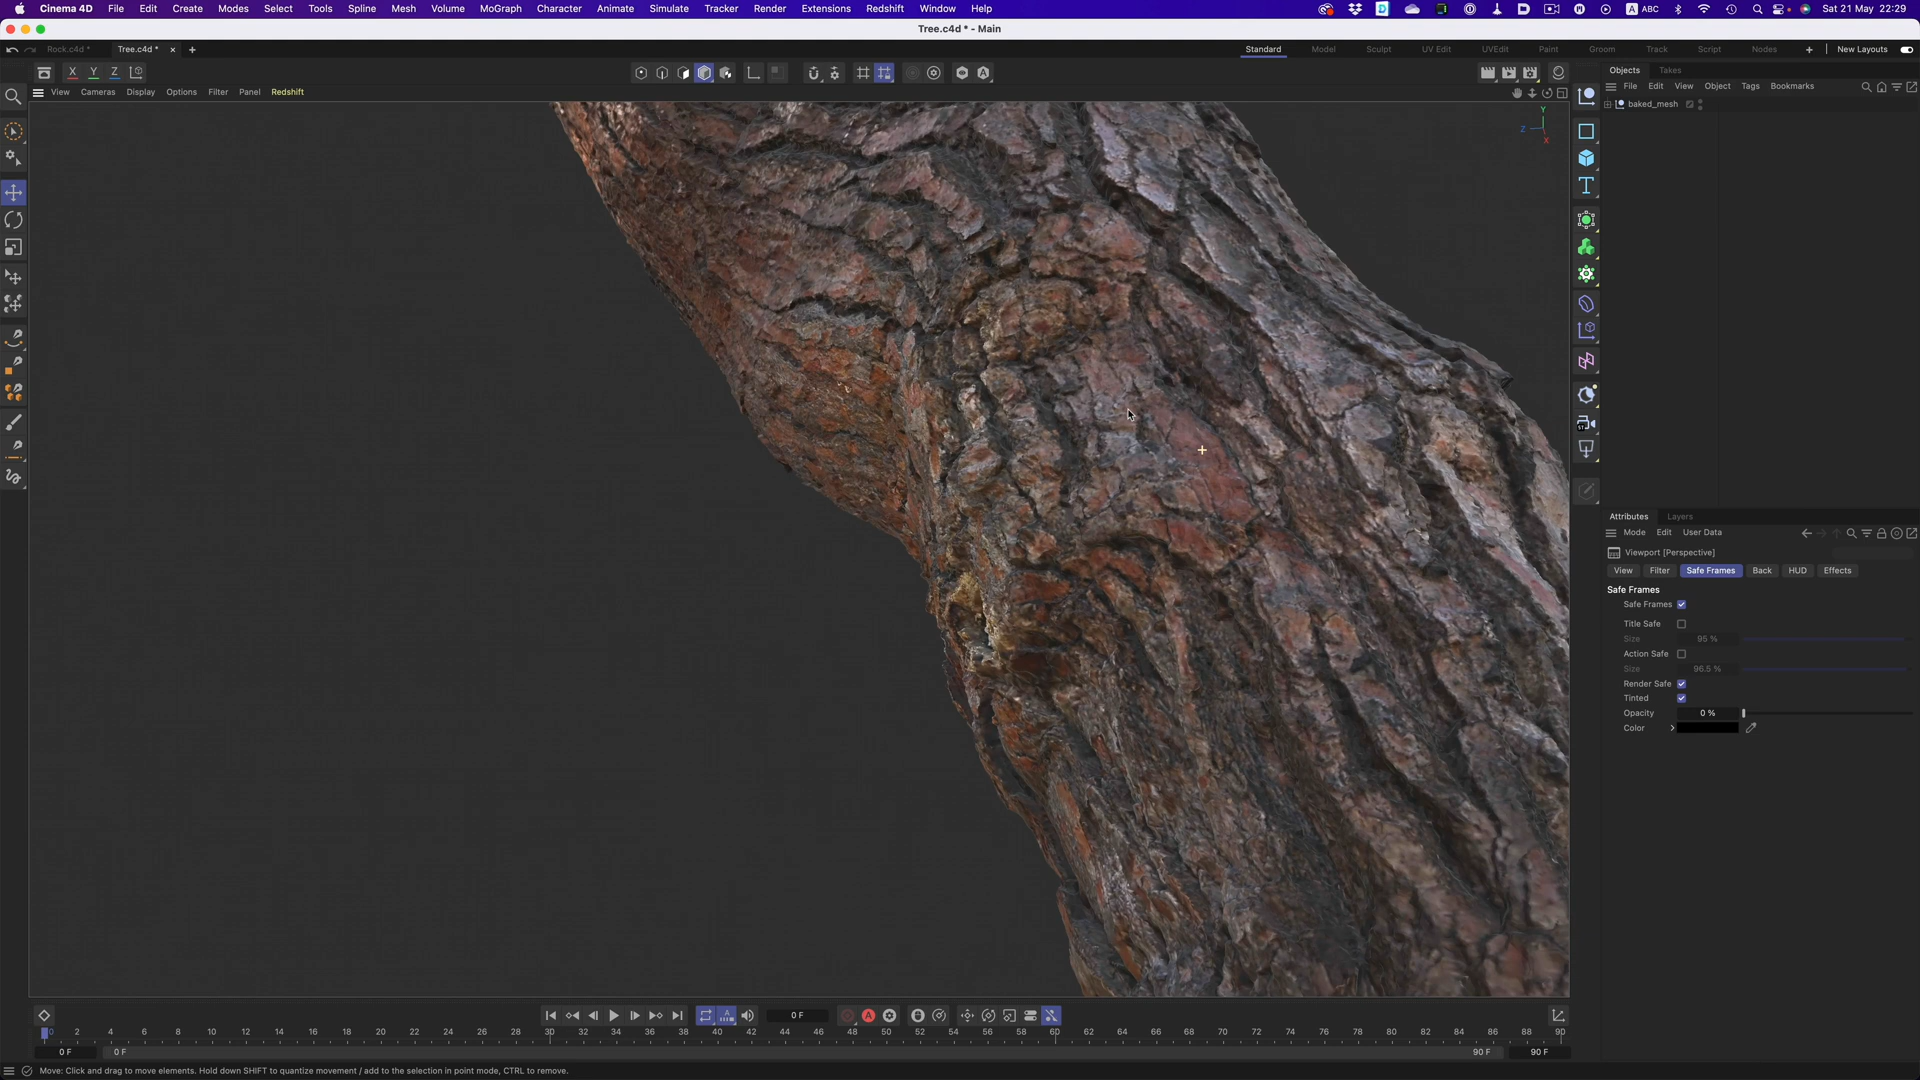 Cinema 4D File Edit Create Modes Select Tools Spline Mesh Volume MoGraph Character Animate Simulate Tracker Render Extensions Redshift Window Help A ABC Sat 21 May 22:29
Tree.c4d * - Main
Rock.c4d * Tree.c4d * × + Standard Model Sculpt UV Edit UVEdit Paint Groom Track Script Nodes + New Layouts
X Y Z
Objects Takes
File Edit View Object Tags Bookmarks
View Cameras Display Options Filter Panel Redshift
baked_mesh
Y
Z
X
Attributes Layers
Mode Edit User Data
Viewport [Perspective]
View Filter Safe Frames Back HUD Effects
Safe Frames
Safe Frames
Title Safe
Size 95 %
Action Safe
Size 96.5 %
Render Safe
Tinted
Opacity 0 %
Color
0 F
0 2 4 6 8 10 12 14 16 18 20 22 24 26 28 30 32 34 36 38 40 42 44 46 48 50 52 54 56 58 60 62 64 66 68 70 72 74 76 78 80 82 84 86 88 90
0 F 0 F 90 F 90 F
Move: Click and drag to move elements. Hold down SHIFT to quantize movement / add to the selection in point mode, CTRL to remove.